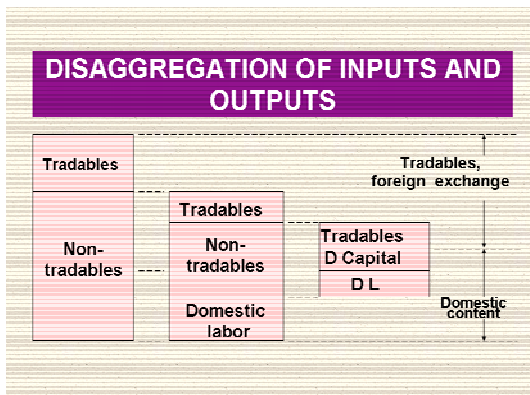 DISAGGREGATION OF INPUTS AND
OUTPUTS
Tradables
Non-
tradables
Tradables
Non-
tradables
Domestic
labor
Tradables
D Capital
D L
Tradables,
foreign exchange
Domestic
content